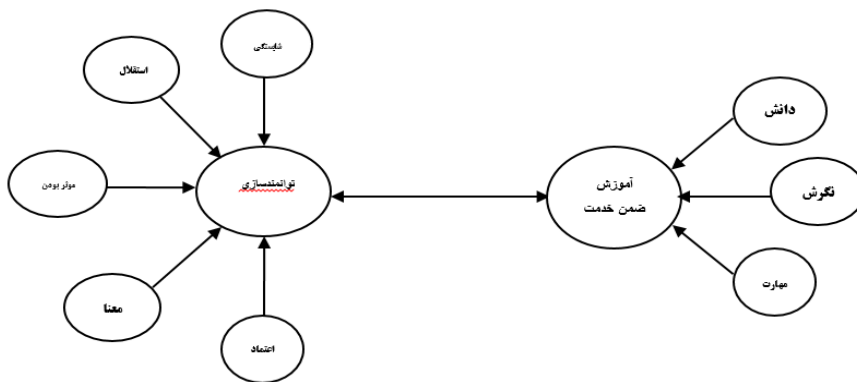 شایستگی
استقلال
دانش
توانمندسازی
آموزش
ضمن خدمت
موثر بودن
نگرش
مهارت
معنا
اعتماد